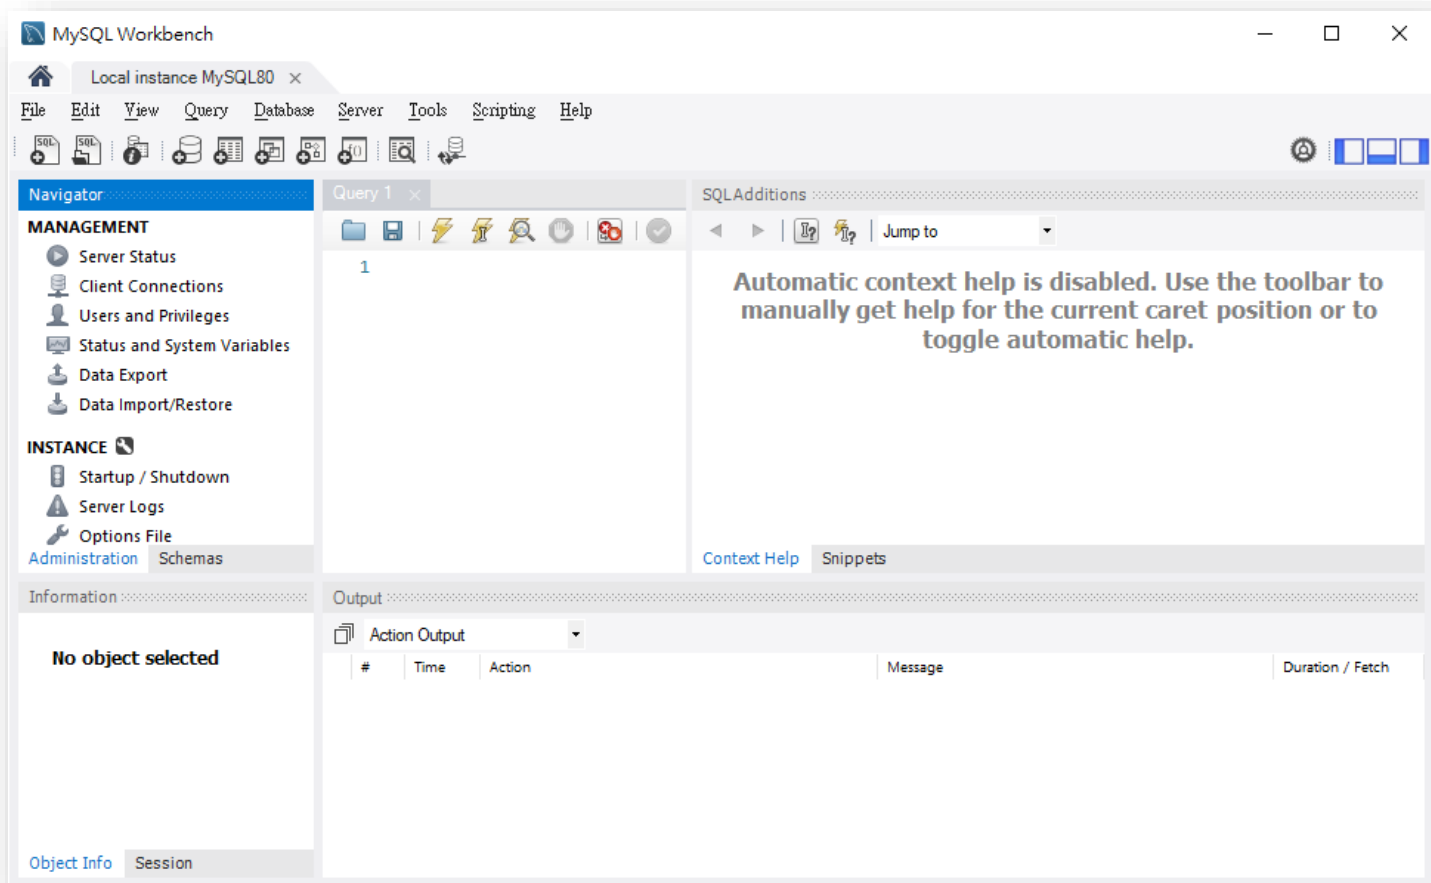 MySQL Workbench
Local instance MySQL80
File Edit View Query Database Server Tools Scripting Help
SQL SQL
Navigator
MANAGEMENT
Server Status
Client Connections
Users and Privileges
Status and System Variables
Data Export
Data Import/Restore
INSTANCE
Startup / Shutdown
Server Logs
Options File
Administration Schemas
Query 1
1
SQLAdditions
Jump to
Automatic context help is disabled. Use the toolbar to
manually get help for the current caret position or to
toggle automatic help.
Context Help Snippets
Information
No object selected
Object Info Session
Output
Action Output
# Time Action Message Duration / Fetch